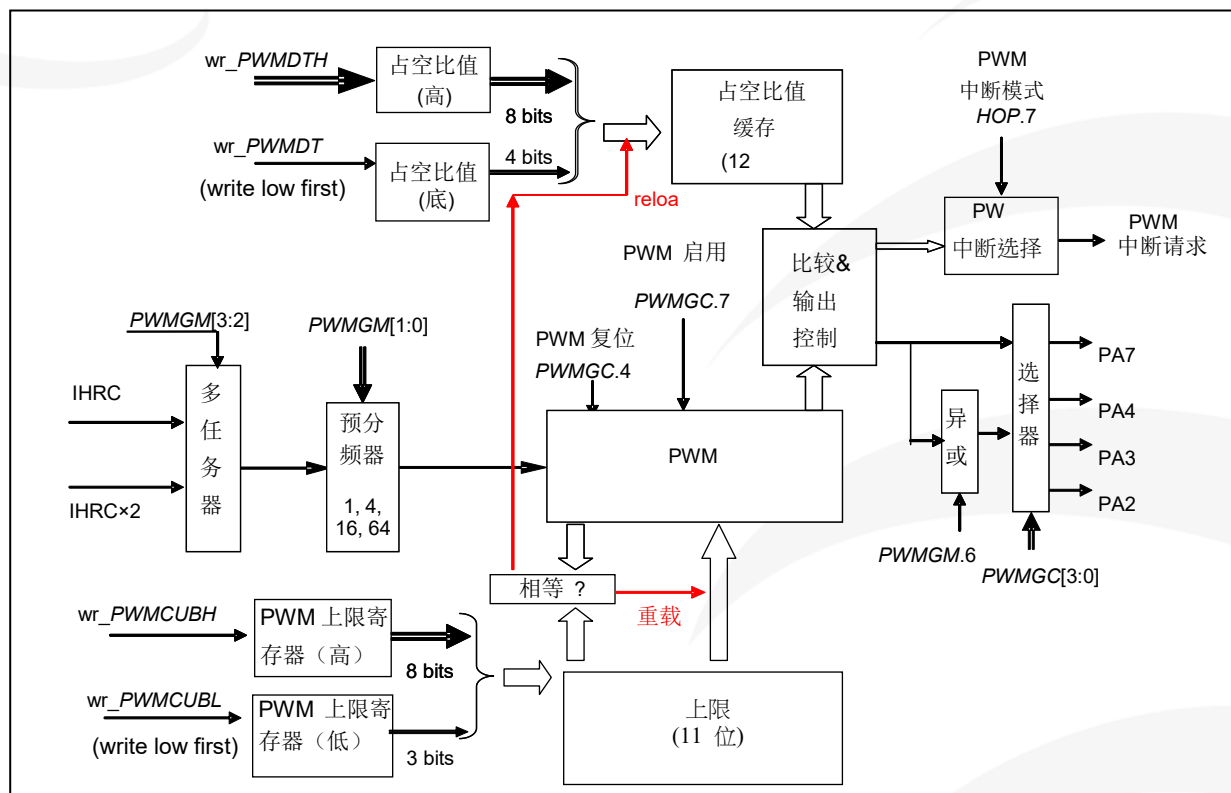 wr_PWMDTH
占空比值
(高)
8 bits
wr_PWMDT
(write low first)
占空比值
(底)
4 bits
占空比值
缓存
(12
reloa
PWM
中断模式
HOP.7
PW
中断选择
PWM
中断请求
比较&
输出
控制
PWM 启用
PWMGC.7
PWM 复位
PWMGC.4
PWMGM[3:2]
PWMGM[1:0]
IHRC
IHRC×2
多
任
务
器
预分
频器
1, 4,
16, 64
PWM
异
或
选
择
器
PA7
PA4
PA3
PA2
PWMGM.6
PWMGC[3:0]
相等 ?
重载
wr_PWMCUBH
PWM 上限寄
存器（高）
8 bits
wr_PWMCUBL
(write low first)
PWM 上限寄
存器（低）
3 bits
上限
(11 位)